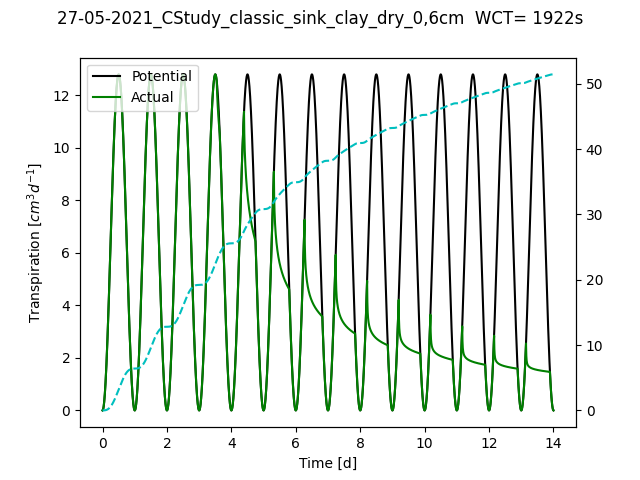 27-05-2021_CStudy_classic_sink_clay_dry_0,6cm  WCT= 1922s
Potential
Actual
Transpiration [cm³d⁻¹]
12
10
8
6
4
2
0
50
40
30
20
10
0
0 2 4 6 8 10 12 14
Time [d]